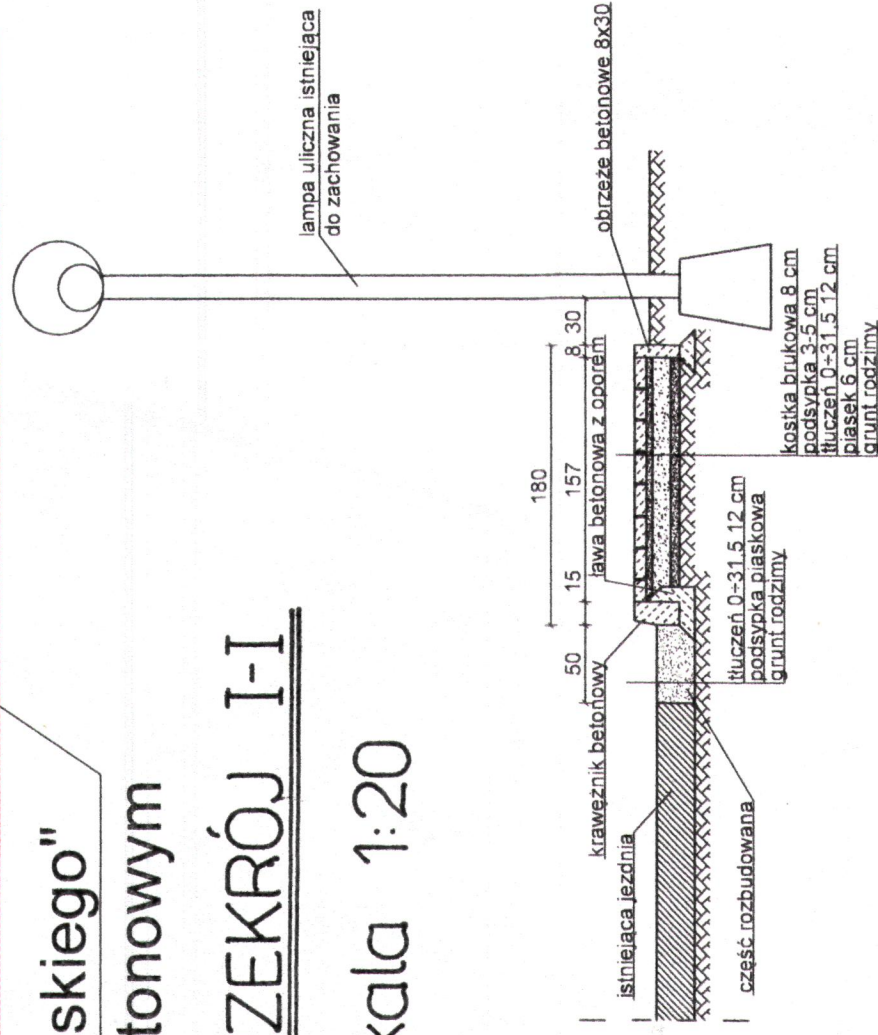 skiego"
tonowym
ZEKRÓJ I-I
kala 1:20
lampa uliczna istniejąca
do zachowania
obrzeże betonowe 8x30
180
50 15 157 8 30
ława betonowa z oporem
krawężnik betonowy
istniejąca jezdnia
część rozbudowana
tłuczeń 0÷31.5 12 cm
podsypka piaskowa
grunt rodzimy
kostka brukowa 8 cm
podsypka 3-5 cm
tłuczeń 0÷31.5 12 cm
piasek 6 cm
grunt rodzimy